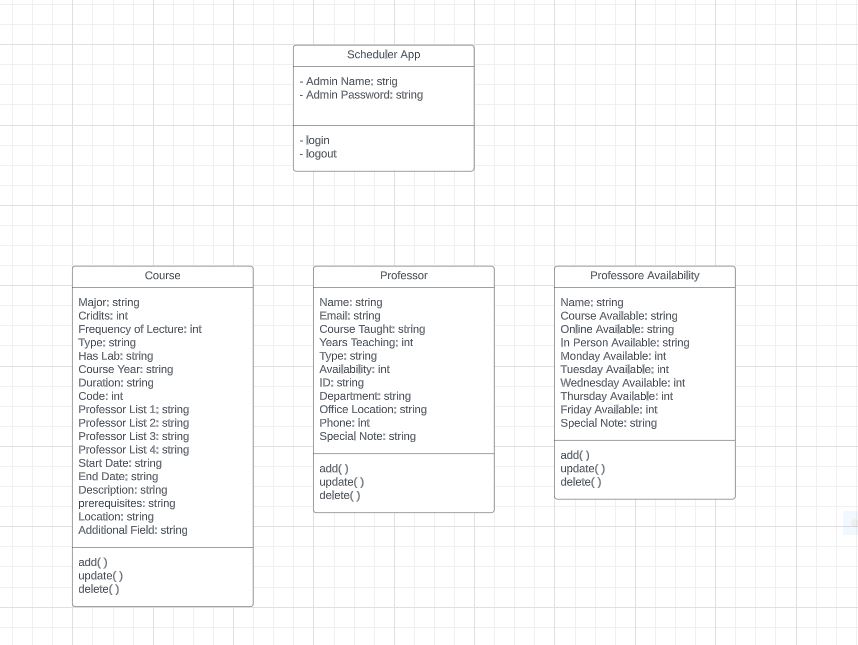 Scheduler App
- Admin Name; strig
- Admin Password: string
- login
- logout
Course
Major; string
Cridits: int
Frequency of Lecture: int
Type; string
Has Lab: string
Course Year: string
Duration; string
Code: int
Professor List 1; string
Professor List 2: string
Professor List 3: string
Professor List 4: string
Start Date: string
End Date; string
Description: string
prerequisites: string
Location: string
Additional Field: string
add( )
update( )
delete( )
Professor
Name: string
Email: string
Course Taught: string
Years Teaching; int
Type: string
Availability: int
ID: string
Department: string
Office Location; string
Phone: int
Special Note: string
add( )
update( )
delete( )
Professore Availability
Name; string
Course Available: string
Online Available: string
In Person Available: string
Monday Available: int
Tuesday Available; int
Wednesday Available: int
Thursday Available: int
Friday Available: int
Special Note: string
add( )
update( )
delete( )